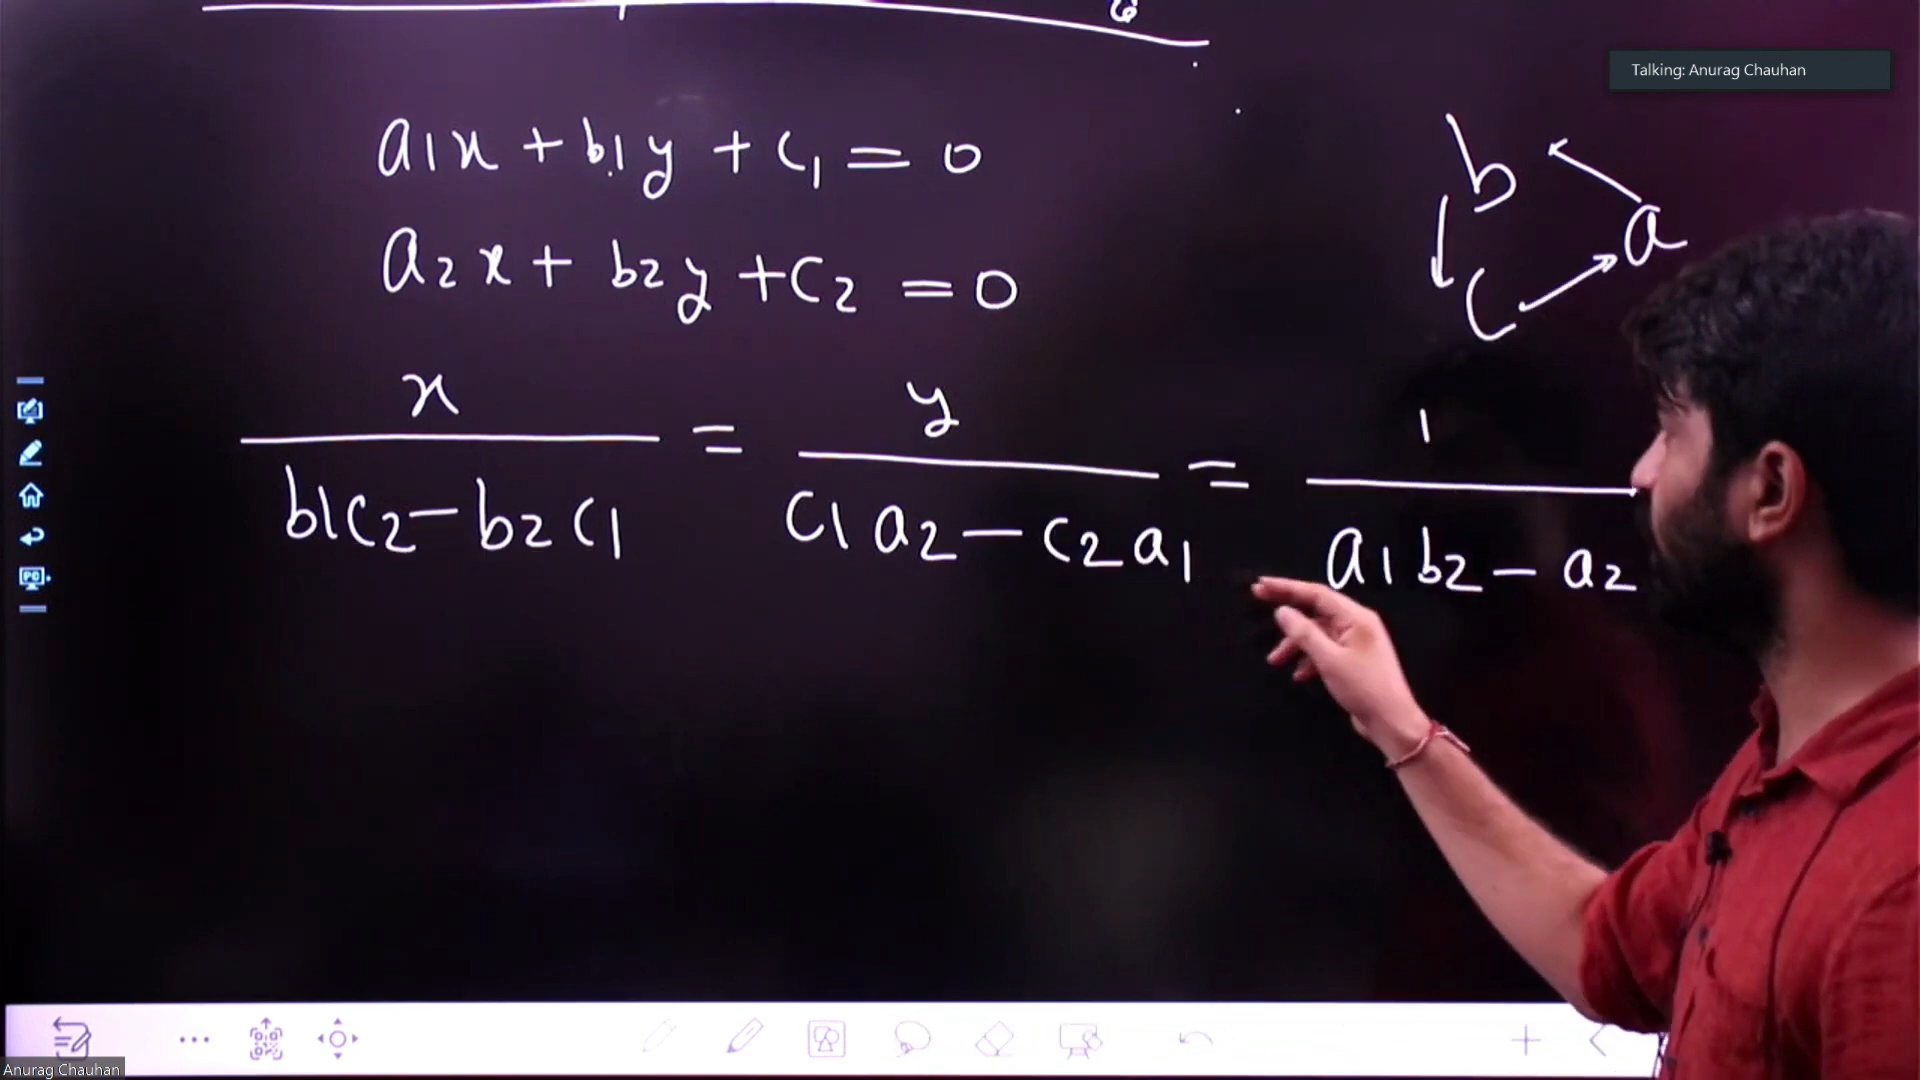 Talking: Anurag Chauhan
a1x + b1y + c1 = 0
b
a
c
a2x + b2y + c2 = 0
x = y = 1
b1c2 - b2c1 c1a2 - c2a1 a1b2 - a2
PC
Anurag Chauhan